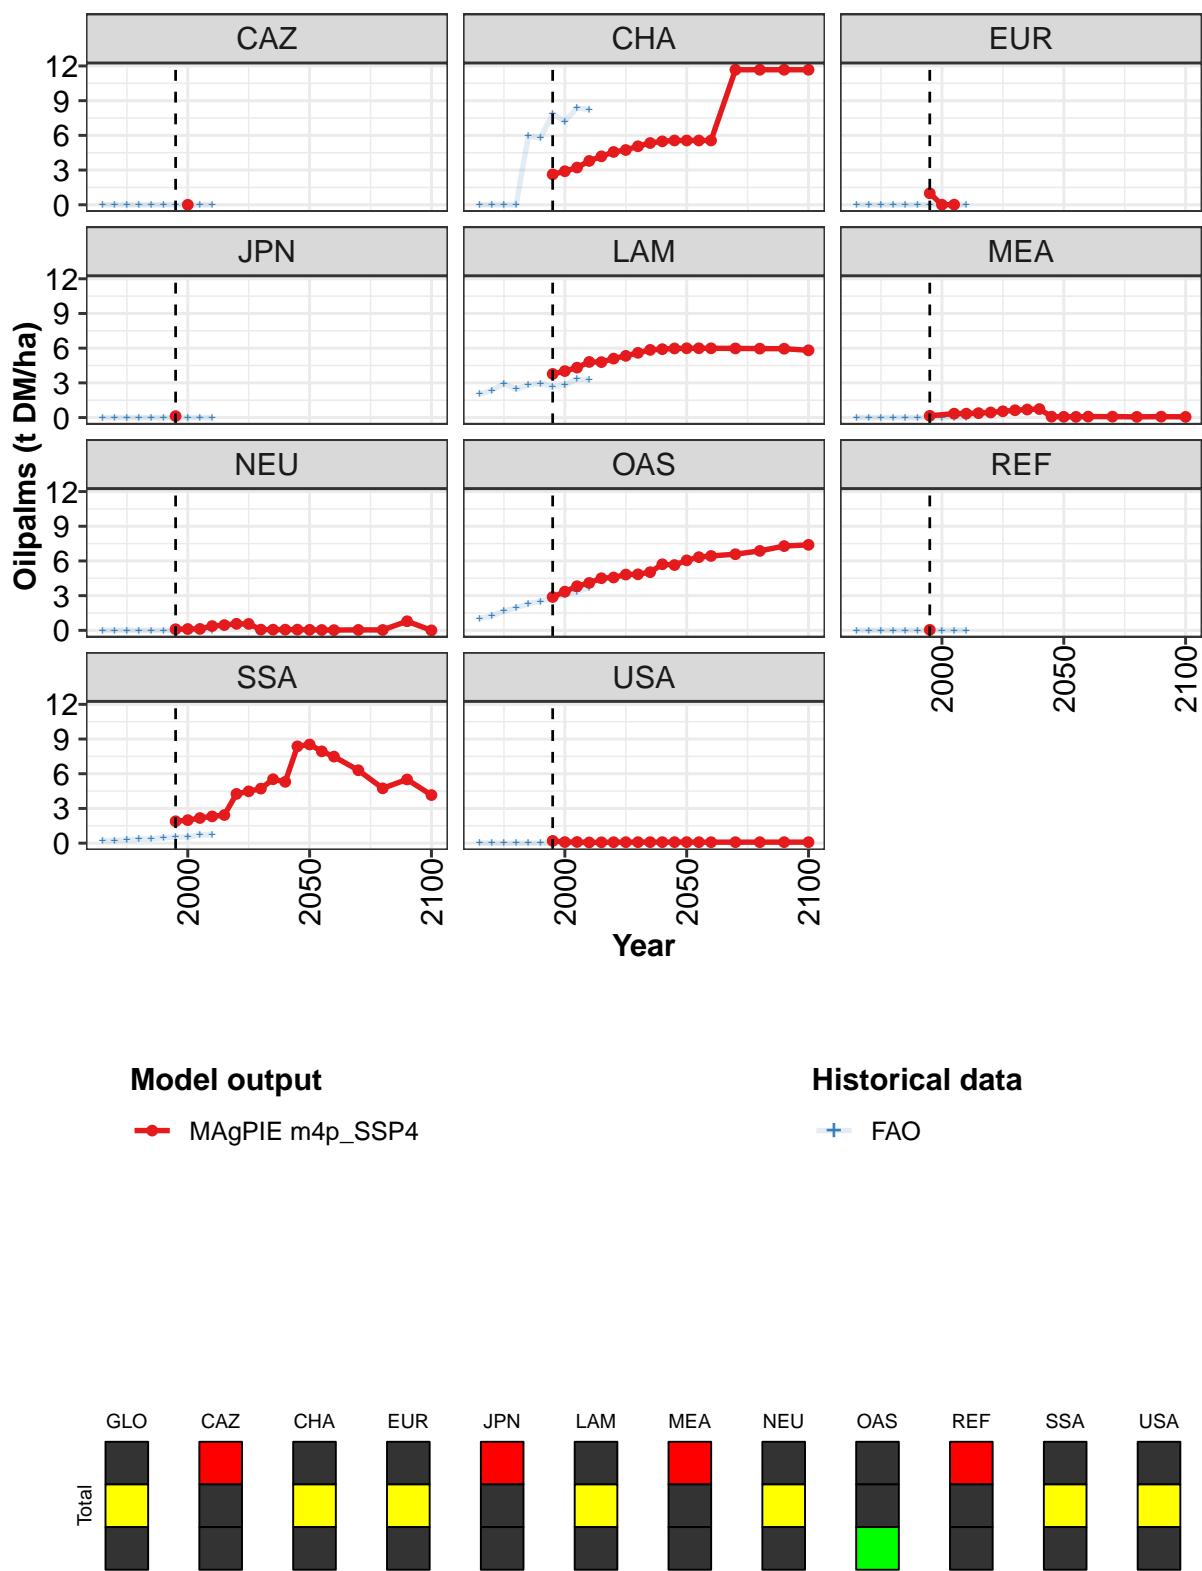 CAZ CHA EUR
12
9
6
3
0
JPN LAM MEA
12
9
6
3
0
NEU OAS REF
12
9
6
3
0
2000 2050 2100
SSA USA
12
9
6
3
0
2000 2050 2100 2000 2050 2100
Oilpalms (t DM/ha)
Year
Model output Historical data
MAgPIE m4p_SSP4 FAO
GLO CAZ CHA EUR JPN LAM MEA NEU OAS REF SSA USA
Total